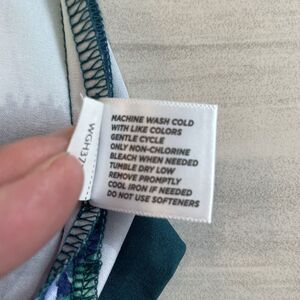 MACHINE WASH COLD
WITH LIKE COLORS
GENTLE CYCLE
ONLY NON-CHLORINE
BLEACH WHEN NEEDED
TUMBLE DRY LOW
REMOVE PROMPTLY
COOL IRON IF NEEDED
DO NOT USE SOFTENERS
WGH37